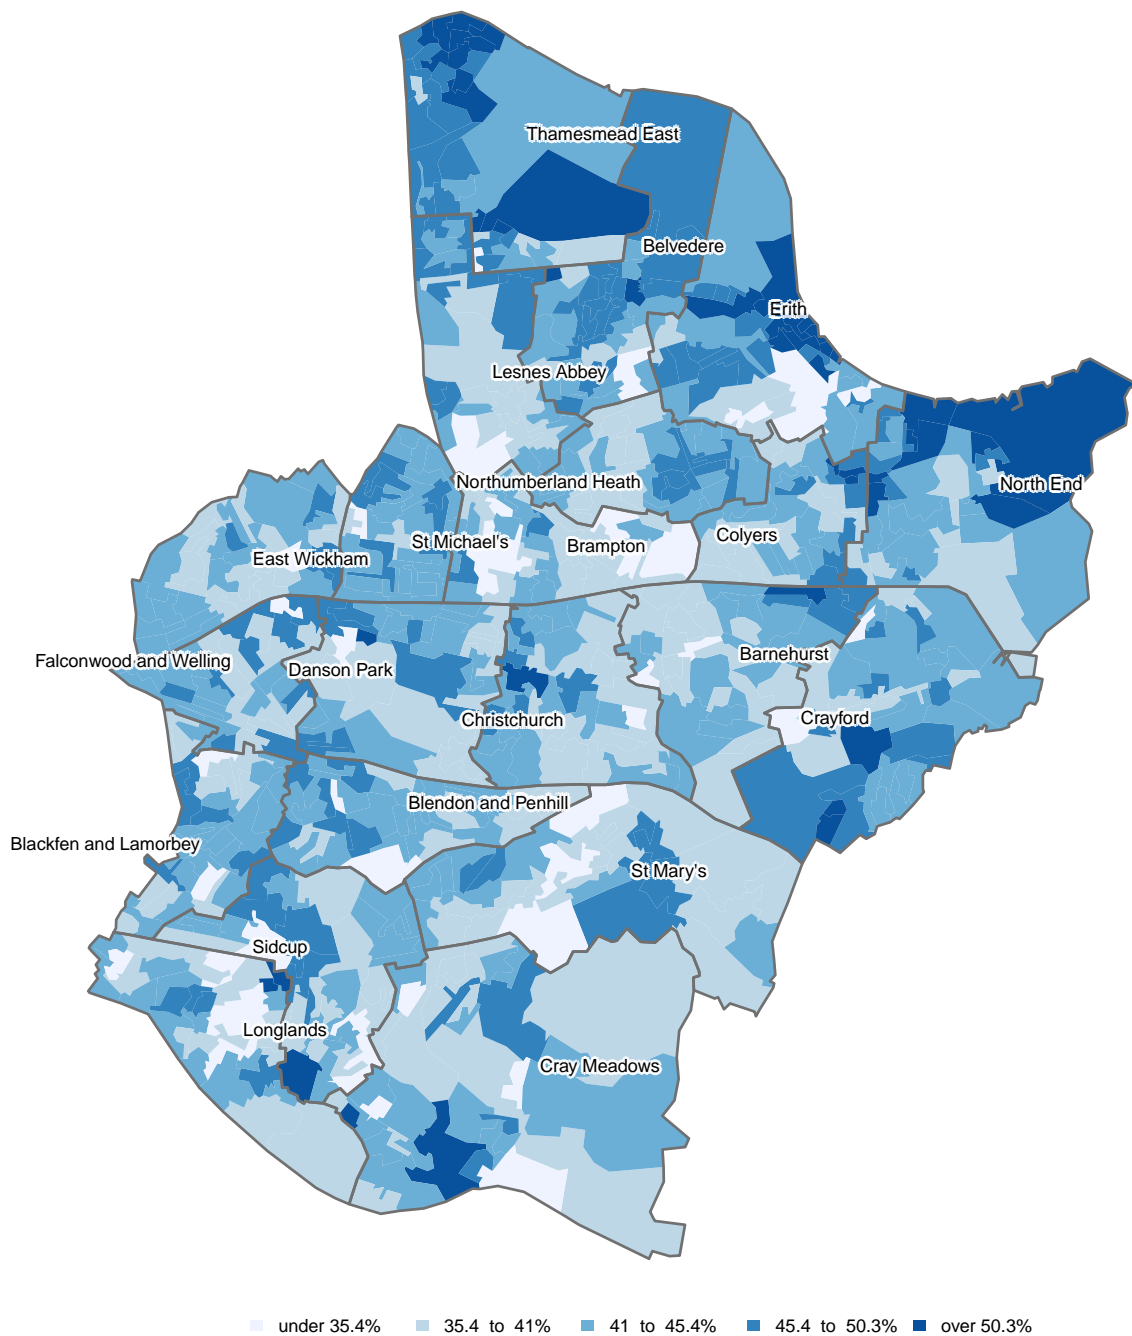 Thamesmead East
Belvedere
Erith
Lesnes Abbey
Northumberland Heath
North End
St Michael's
Brampton
Colyers
East Wickham
Falconwood and Welling
Danson Park
Barnehurst
Christchurch
Crayford
Blendon and Penhill
Blackfen and Lamorbey
St Mary's
Sidcup
Longlands
Cray Meadows
under 35.4% 35.4 to 41% 41 to 45.4% 45.4 to 50.3% over 50.3%